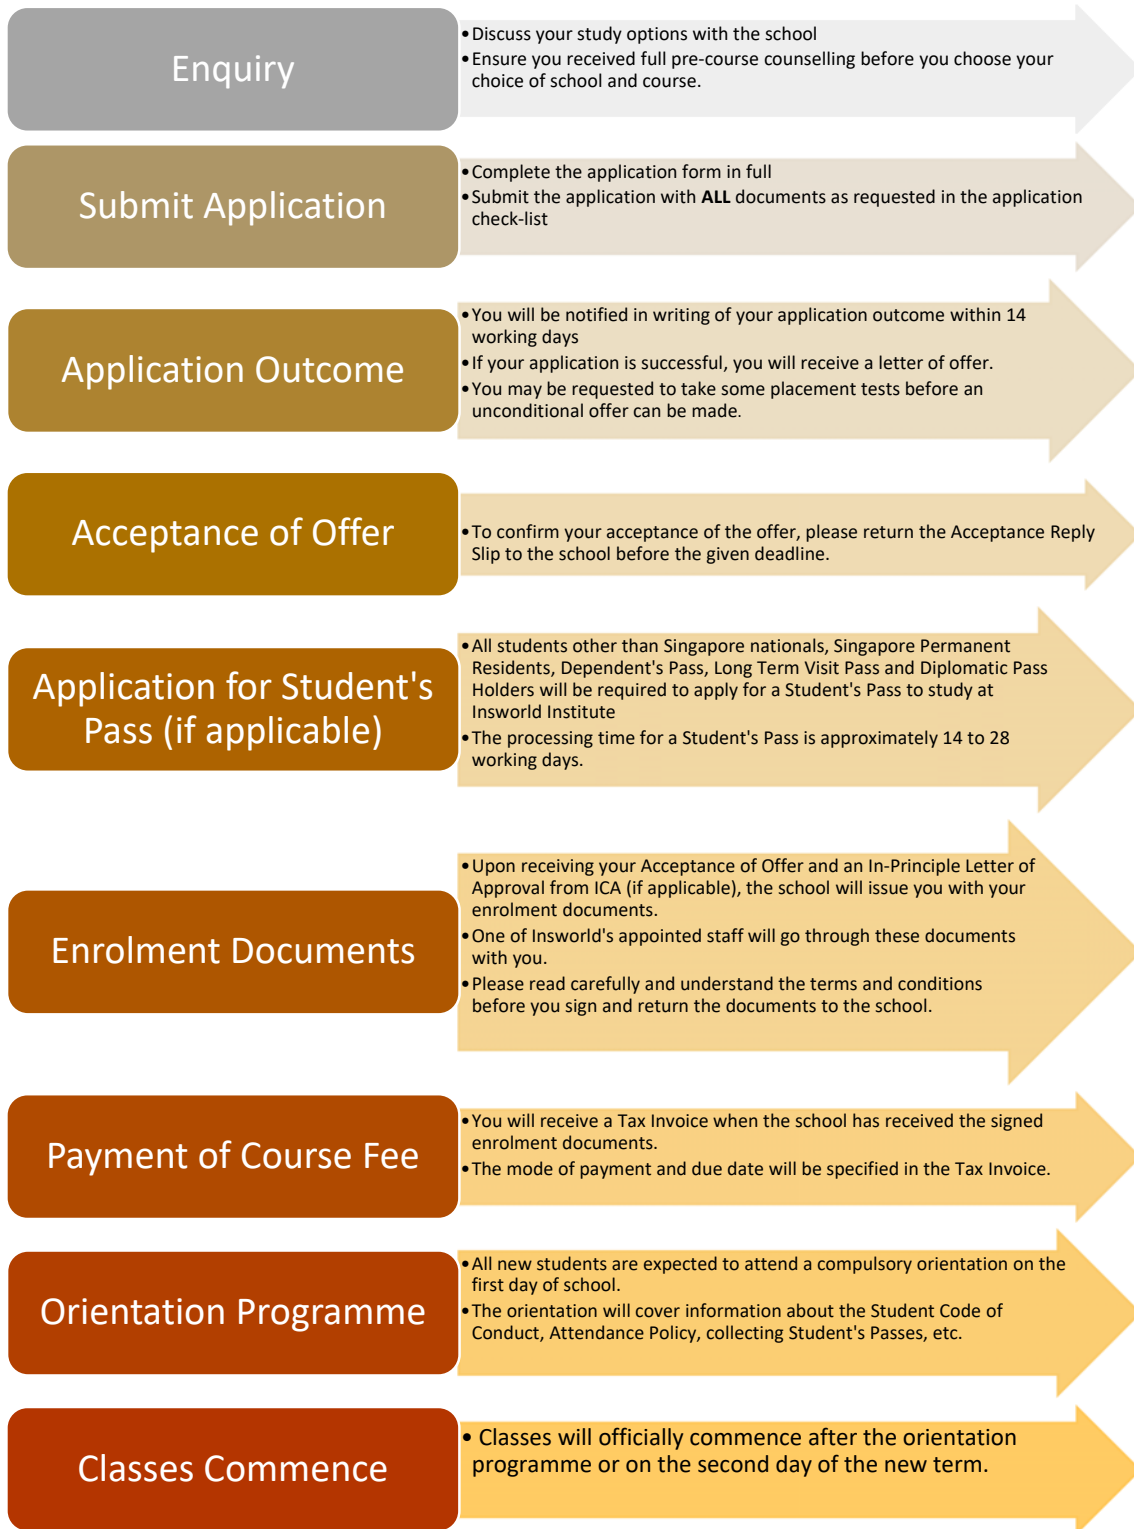 Enquiry
•Discuss your study options with the school
•Ensure you received full pre-course counselling before you choose your
choice of school and course.
Submit Application
•Complete the application form in full
•Submit the application with ALL documents as requested in the application
check-list
Application Outcome
•You will be notified in writing of your application outcome within 14
working days
•If your application is successful, you will receive a letter of offer.
•You may be requested to take some placement tests before an
unconditional offer can be made.
Acceptance of Offer
•To confirm your acceptance of the offer, please return the Acceptance Reply
Slip to the school before the given deadline.
Application for Student's
Pass (if applicable)
•All students other than Singapore nationals, Singapore Permanent
Residents, Dependent's Pass, Long Term Visit Pass and Diplomatic Pass
Holders will be required to apply for a Student's Pass to study at
Insworld Institute
•The processing time for a Student's Pass is approximately 14 to 28
working days.
Enrolment Documents
•Upon receiving your Acceptance of Offer and an In-Principle Letter of
Approval from ICA (if applicable), the school will issue you with your
enrolment documents.
•One of Insworld's appointed staff will go through these documents
with you.
•Please read carefully and understand the terms and conditions
before you sign and return the documents to the school.
Payment of Course Fee
•You will receive a Tax Invoice when the school has received the signed
enrolment documents.
•The mode of payment and due date will be specified in the Tax Invoice.
Orientation Programme
•All new students are expected to attend a compulsory orientation on the
first day of school.
•The orientation will cover information about the Student Code of
Conduct, Attendance Policy, collecting Student's Passes, etc.
Classes Commence
• Classes will officially commence after the orientation
programme or on the second day of the new term.